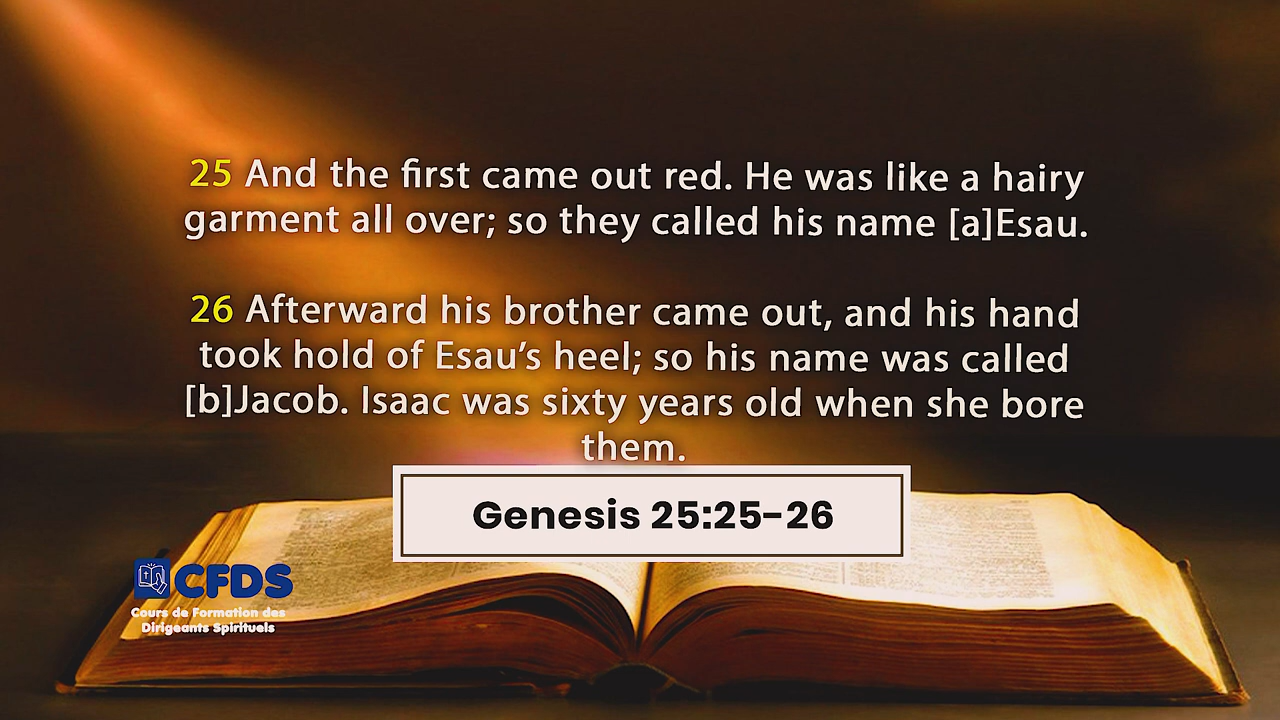 25 And the first came out red. He was like a hairy
garment all over; so they called his name [a]Esau.
26 Afterward his brother came out, and his hand
took hold of Esau’s heel; so his name was called
[b]Jacob. Isaac was sixty years old when she bore
them.
Genesis 25:25-26
CFDS
Cours de Formation des
Dirigeants Spirituels